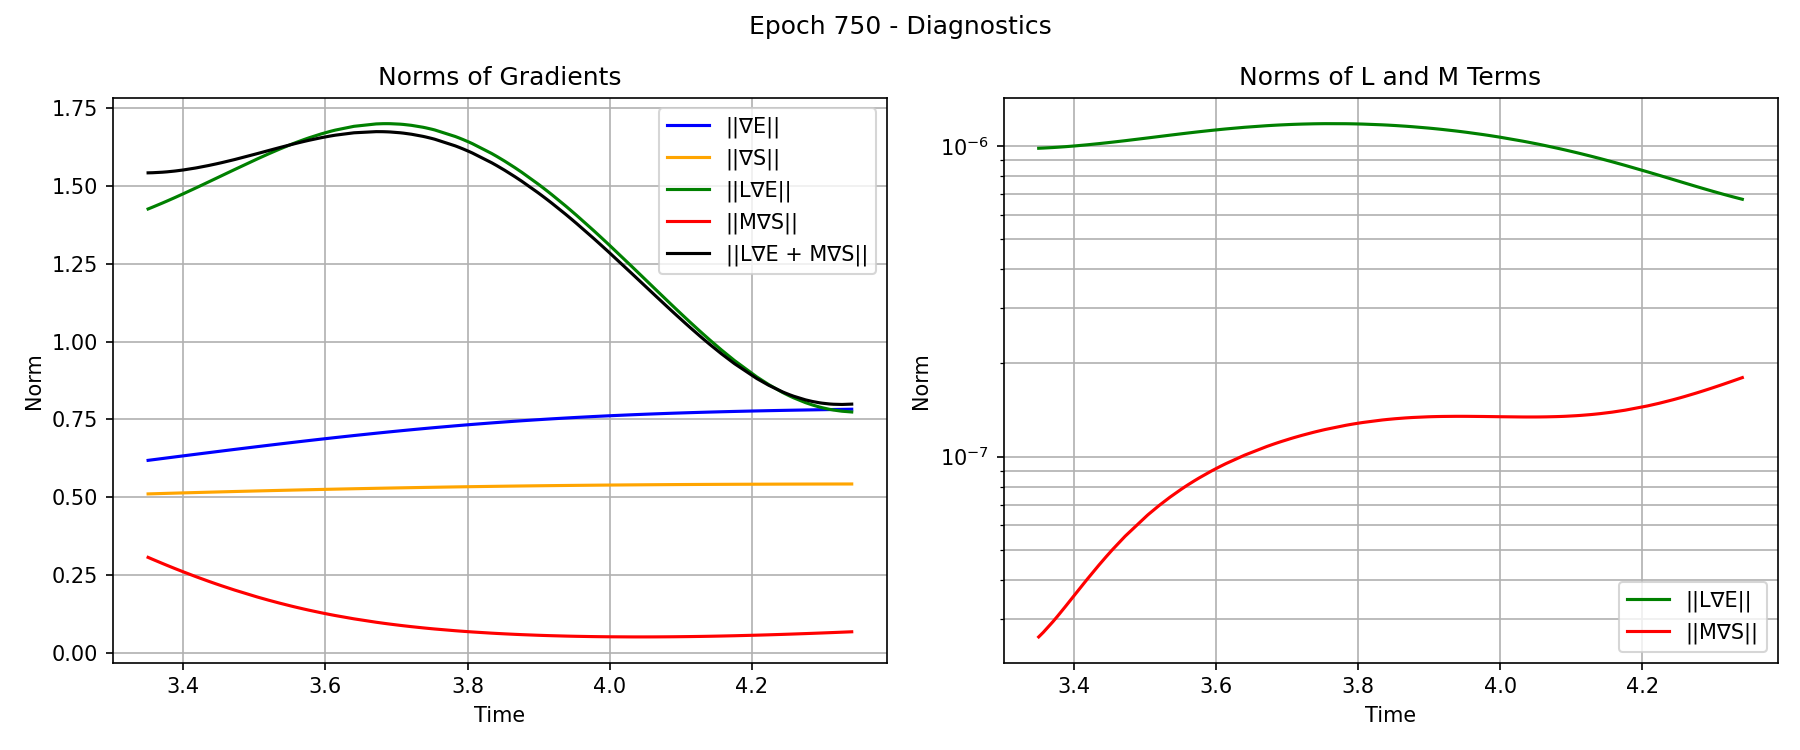 Epoch 750 - Diagnostics
Norms of Gradients
Norm
1.75
1.50
1.25
1.00
0.75
0.50
0.25
0.00
3.4 3.6 3.8 4.0 4.2
Time
||∇E||
||∇S||
||L∇E||
||M∇S||
||L∇E + M∇S||
Norms of L and M Terms
Norm
10⁻⁶
10⁻⁷
3.4 3.6 3.8 4.0 4.2
Time
||L∇E||
||M∇S||